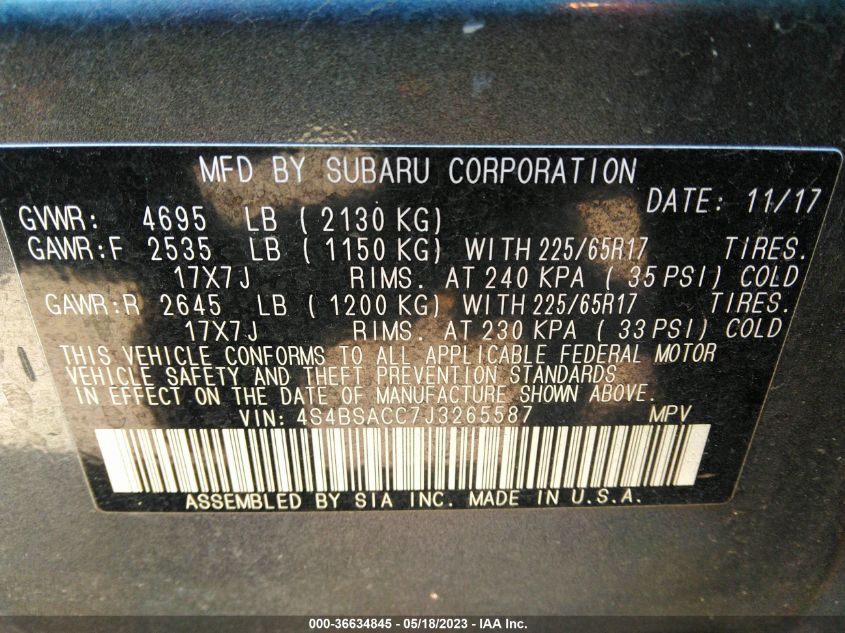 MFD BY SUBARU CORPORATION
DATE: 11/17
GVWR: 4695 LB ( 2130 KG)
GAWR:F 2535 LB ( 1150 KG) WITH 225/65R17 TIRES.
17X7J RIMS. AT 240 KPA ( 35 PSI) COLD
GAWR:R 2645 LB ( 1200 KG) WITH 225/65R17 TIRES.
17X7J RIMS. AT 230 KPA ( 33 PSI) COLD
THIS VEHICLE CONFORMS TO ALL APPLICABLE FEDERAL MOTOR
VEHICLE SAFETY AND THEFT PREVENTION STANDARDS
IN EFFECT ON THE DATE OF MANUFACTURE SHOWN ABOVE.
VIN: 4S4BSACC7J3265587 MPV
ASSEMBLED BY SIA INC. MADE IN U.S.A.
000-36634845 - 05/18/2023 - IAA Inc.